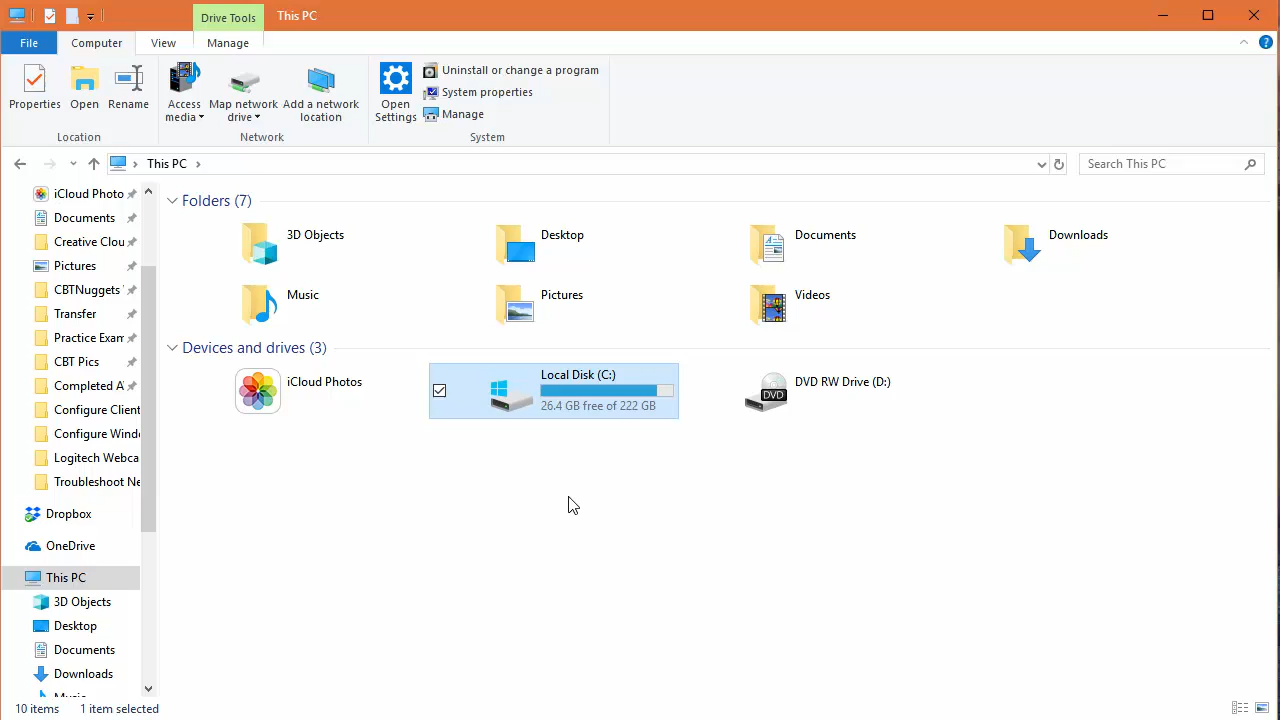 Drive Tools
This PC
File
Computer
View
Manage
Properties
Open
Rename
Access media
Map network drive
Add a network location
Open Settings
Uninstall or change a program
System properties
Manage
Location
Network
System
This PC
Search This PC
iCloud Photo
Documents
Creative Clou
Pictures
CBTNuggets
Transfer
Practice Exam
CBT Pics
Completed A
Configure Client
Configure Wind
Logitech Webca
Troubleshoot Ne
Dropbox
OneDrive
This PC
3D Objects
Desktop
Documents
Downloads
Music
Folders (7)
3D Objects
Desktop
Documents
Downloads
Music
Pictures
Videos
Devices and drives (3)
iCloud Photos
Local Disk (C:)
26.4 GB free of 222 GB
DVD RW Drive (D:)
DVD
10 items
1 item selected